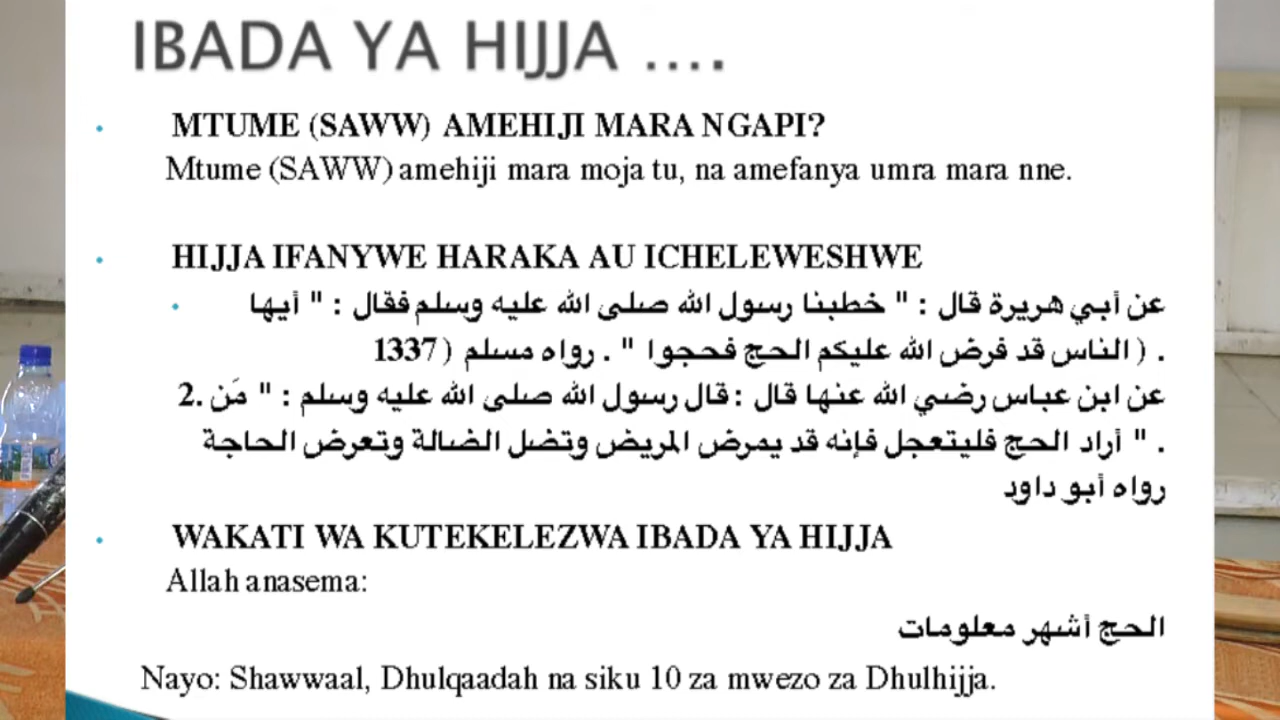 IBADA YA HIJJA ....
• MTUME (SAWW) AMEHIJI MARA NGAPI?
Mtume (SAWW) amehiji mara moja tu, na amefanya umra mara nne.
• HIJJA IFANYWE HARAKA AU ICHELEWESHWE
• عن أبي هريرة قال : " خطبنا رسول الله صلى الله عليه وسلم فقال : " أيها
الناس قد فرض الله عليكم الحج فحجوا " . رواه مسلم ( 1337 ) .
2. عن ابن عباس رضي الله عنها قال : قال رسول الله صلى الله عليه وسلم : " مَن
أراد الحج فليتعجل فإنه قد يمرض المريض وتضل الضالة وتعرض الحاجة " .
رواه أبو داود
• WAKATI WA KUTEKELEZWA IBADA YA HIJJA
Allah anasema:
الحج أشهر معلومات
Nayo: Shawwaal, Dhulqaadah na siku 10 za mwezo za Dhulhijja.